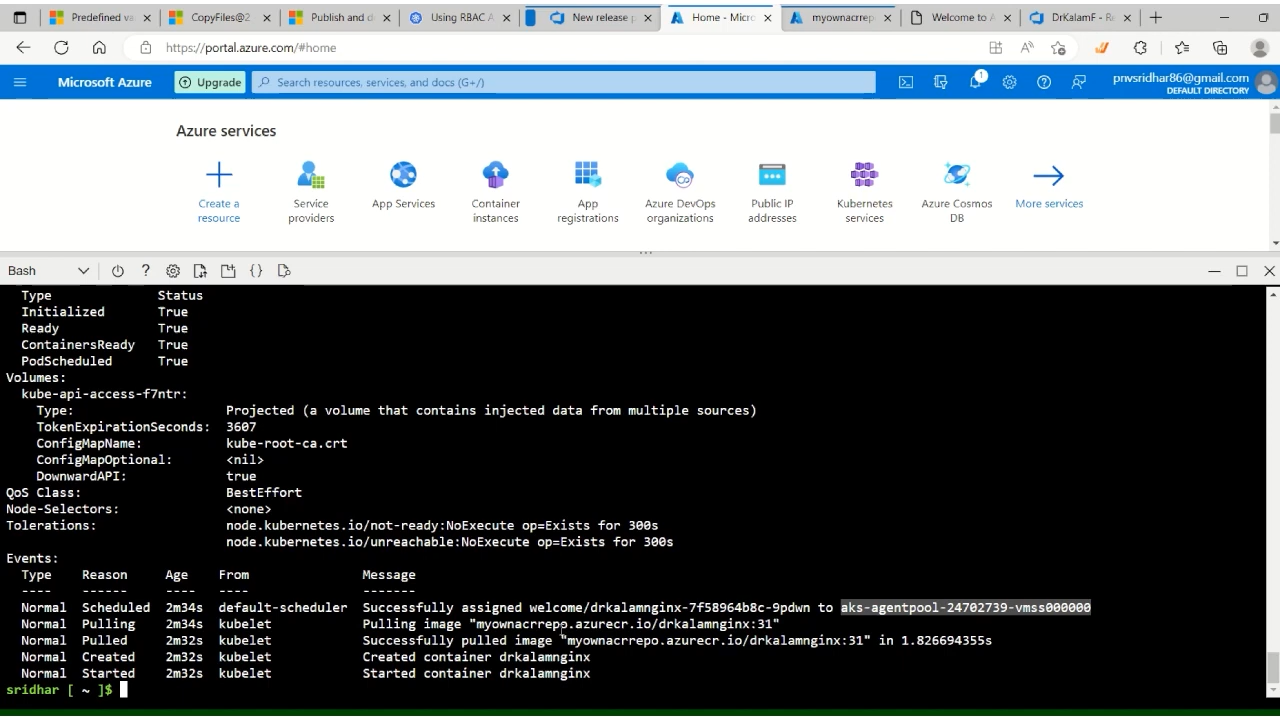 Predefined va
CopyFiles@2
Publish and d
Using RBAC A
New release p
Home - Micro
myownacrrep
Welcome to A
DrKalamF - Re
https://portal.azure.com/#home
Microsoft Azure
Upgrade
Search resources, services, and docs (G+/)
1
pnvsridhar86@gmail.com
DEFAULT DIRECTORY
Azure services
Create a resource
Service providers
App Services
Container instances
App registrations
Azure DevOps organizations
Public IP addresses
Kubernetes services
Azure Cosmos DB
More services
Bash
Type Status
Initialized True
Ready True
ContainersReady True
PodScheduled True
Volumes:
kube-api-access-f7ntr:
Type: Projected (a volume that contains injected data from multiple sources)
TokenExpirationSeconds: 3607
ConfigMapName: kube-root-ca.crt
ConfigMapOptional: <nil>
DownwardAPI: true
QoS Class: BestEffort
Node-Selectors: <none>
Tolerations: node.kubernetes.io/not-ready:NoExecute op=Exists for 300s
node.kubernetes.io/unreachable:NoExecute op=Exists for 300s
Events:
Type Reason Age From Message
---- ------ ---- ---- -------
Normal Scheduled 2m34s default-scheduler Successfully assigned welcome/drkalamnginx-7f58964b8c-9pdwn to aks-agentpool-24702739-vmss000000
Normal Pulling 2m34s kubelet Pulling image "myownacrrepo.azurecr.io/drkalamnginx:31"
Normal Pulled 2m32s kubelet Successfully pulled image "myownacrrepo.azurecr.io/drkalamnginx:31" in 1.826694355s
Normal Created 2m32s kubelet Created container drkalamnginx
Normal Started 2m32s kubelet Started container drkalamnginx
sridhar [ ~ ]$